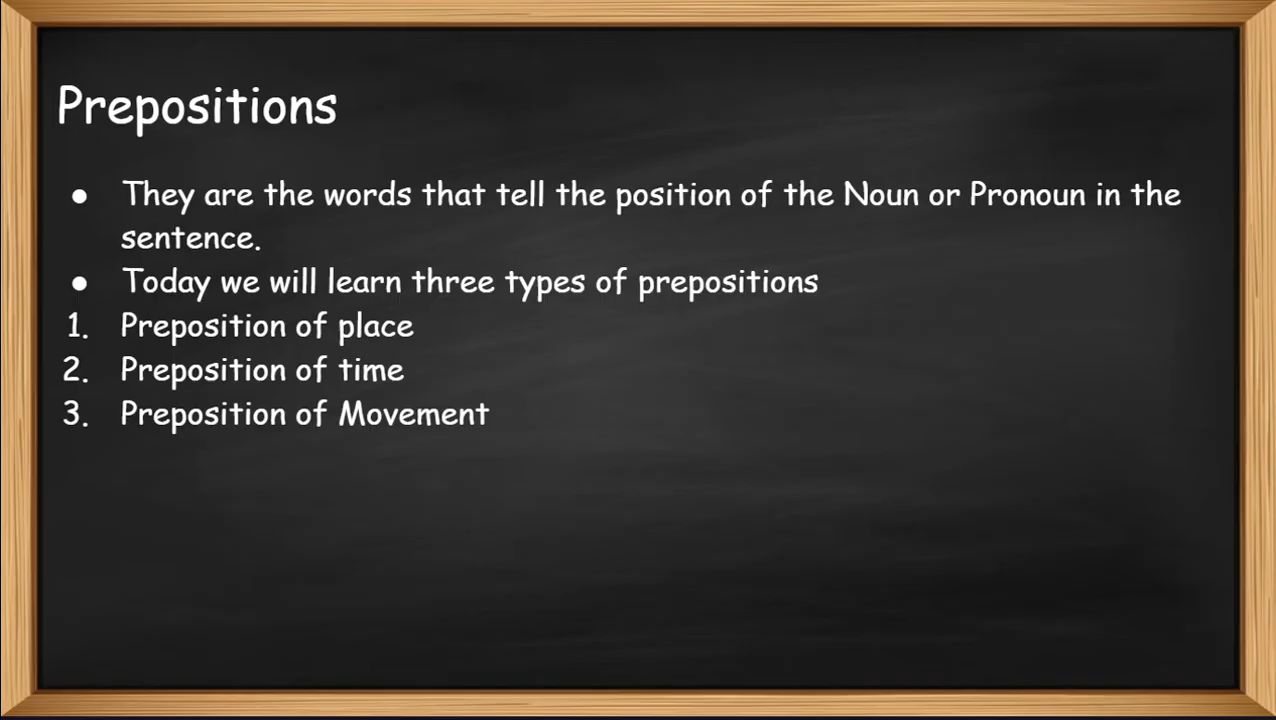 Prepositions
● They are the words that tell the position of the Noun or Pronoun in the
sentence.
● Today we will learn three types of prepositions
1. Preposition of place
2. Preposition of time
3. Preposition of Movement